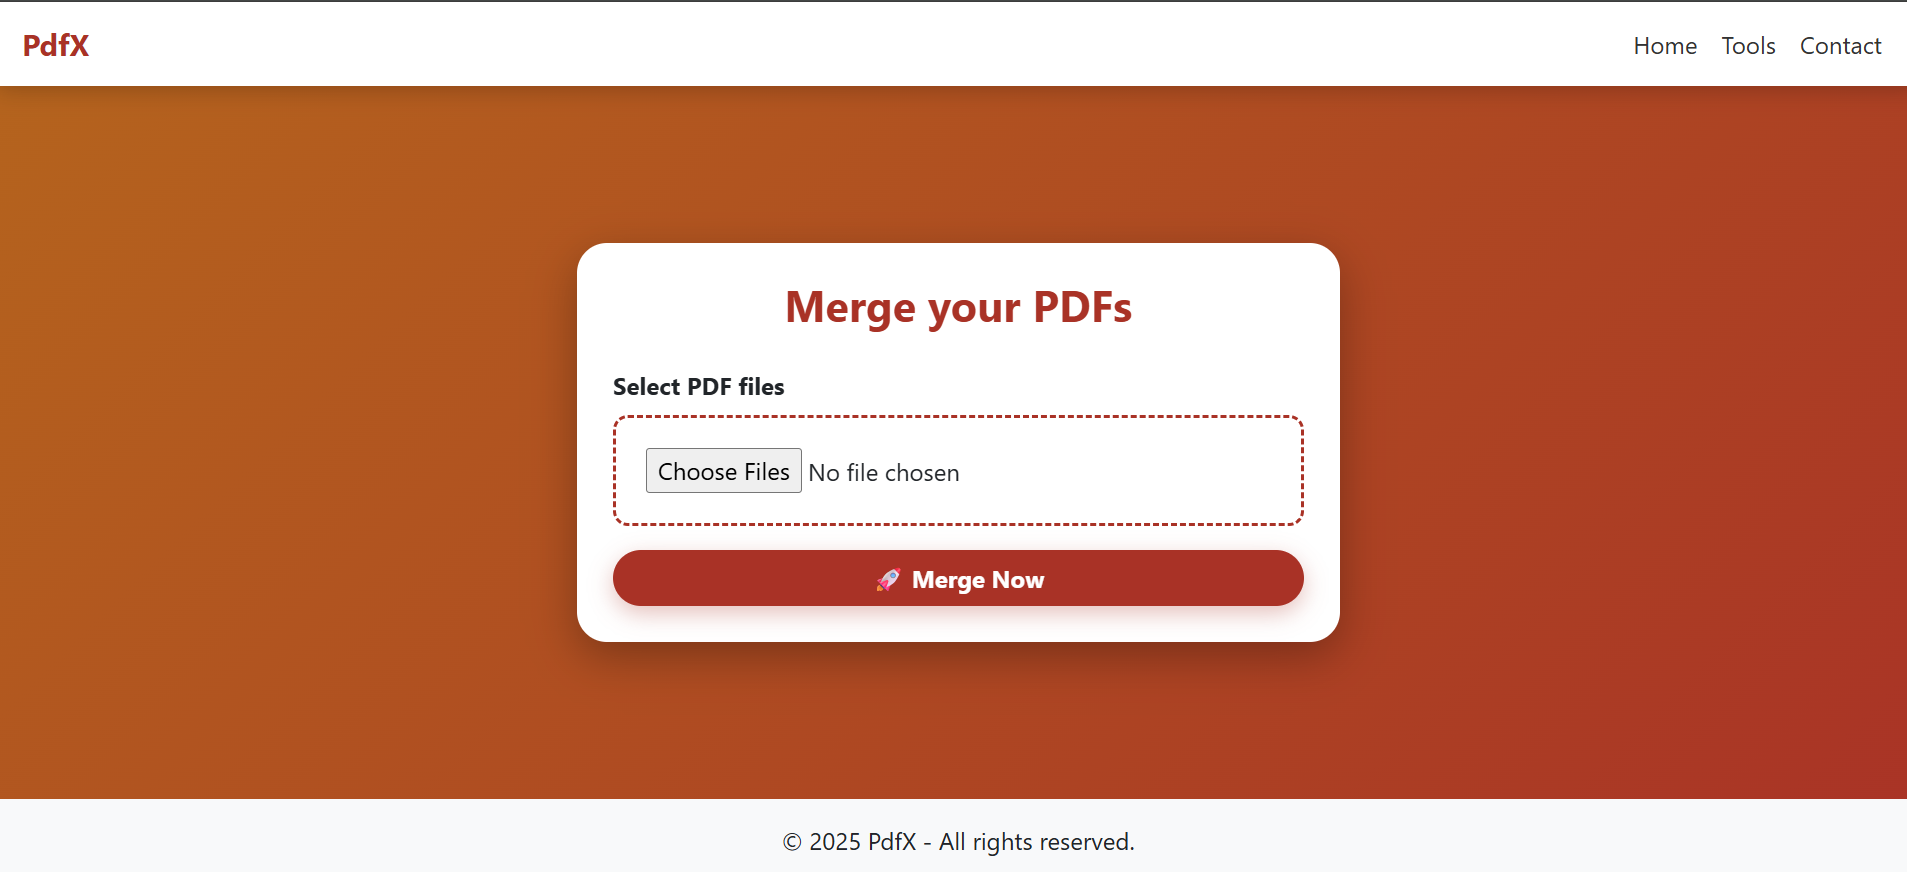 PdfX
Home Tools Contact
Merge your PDFs
Select PDF files
Choose Files No file chosen
🚀 Merge Now
© 2025 PdfX - All rights reserved.